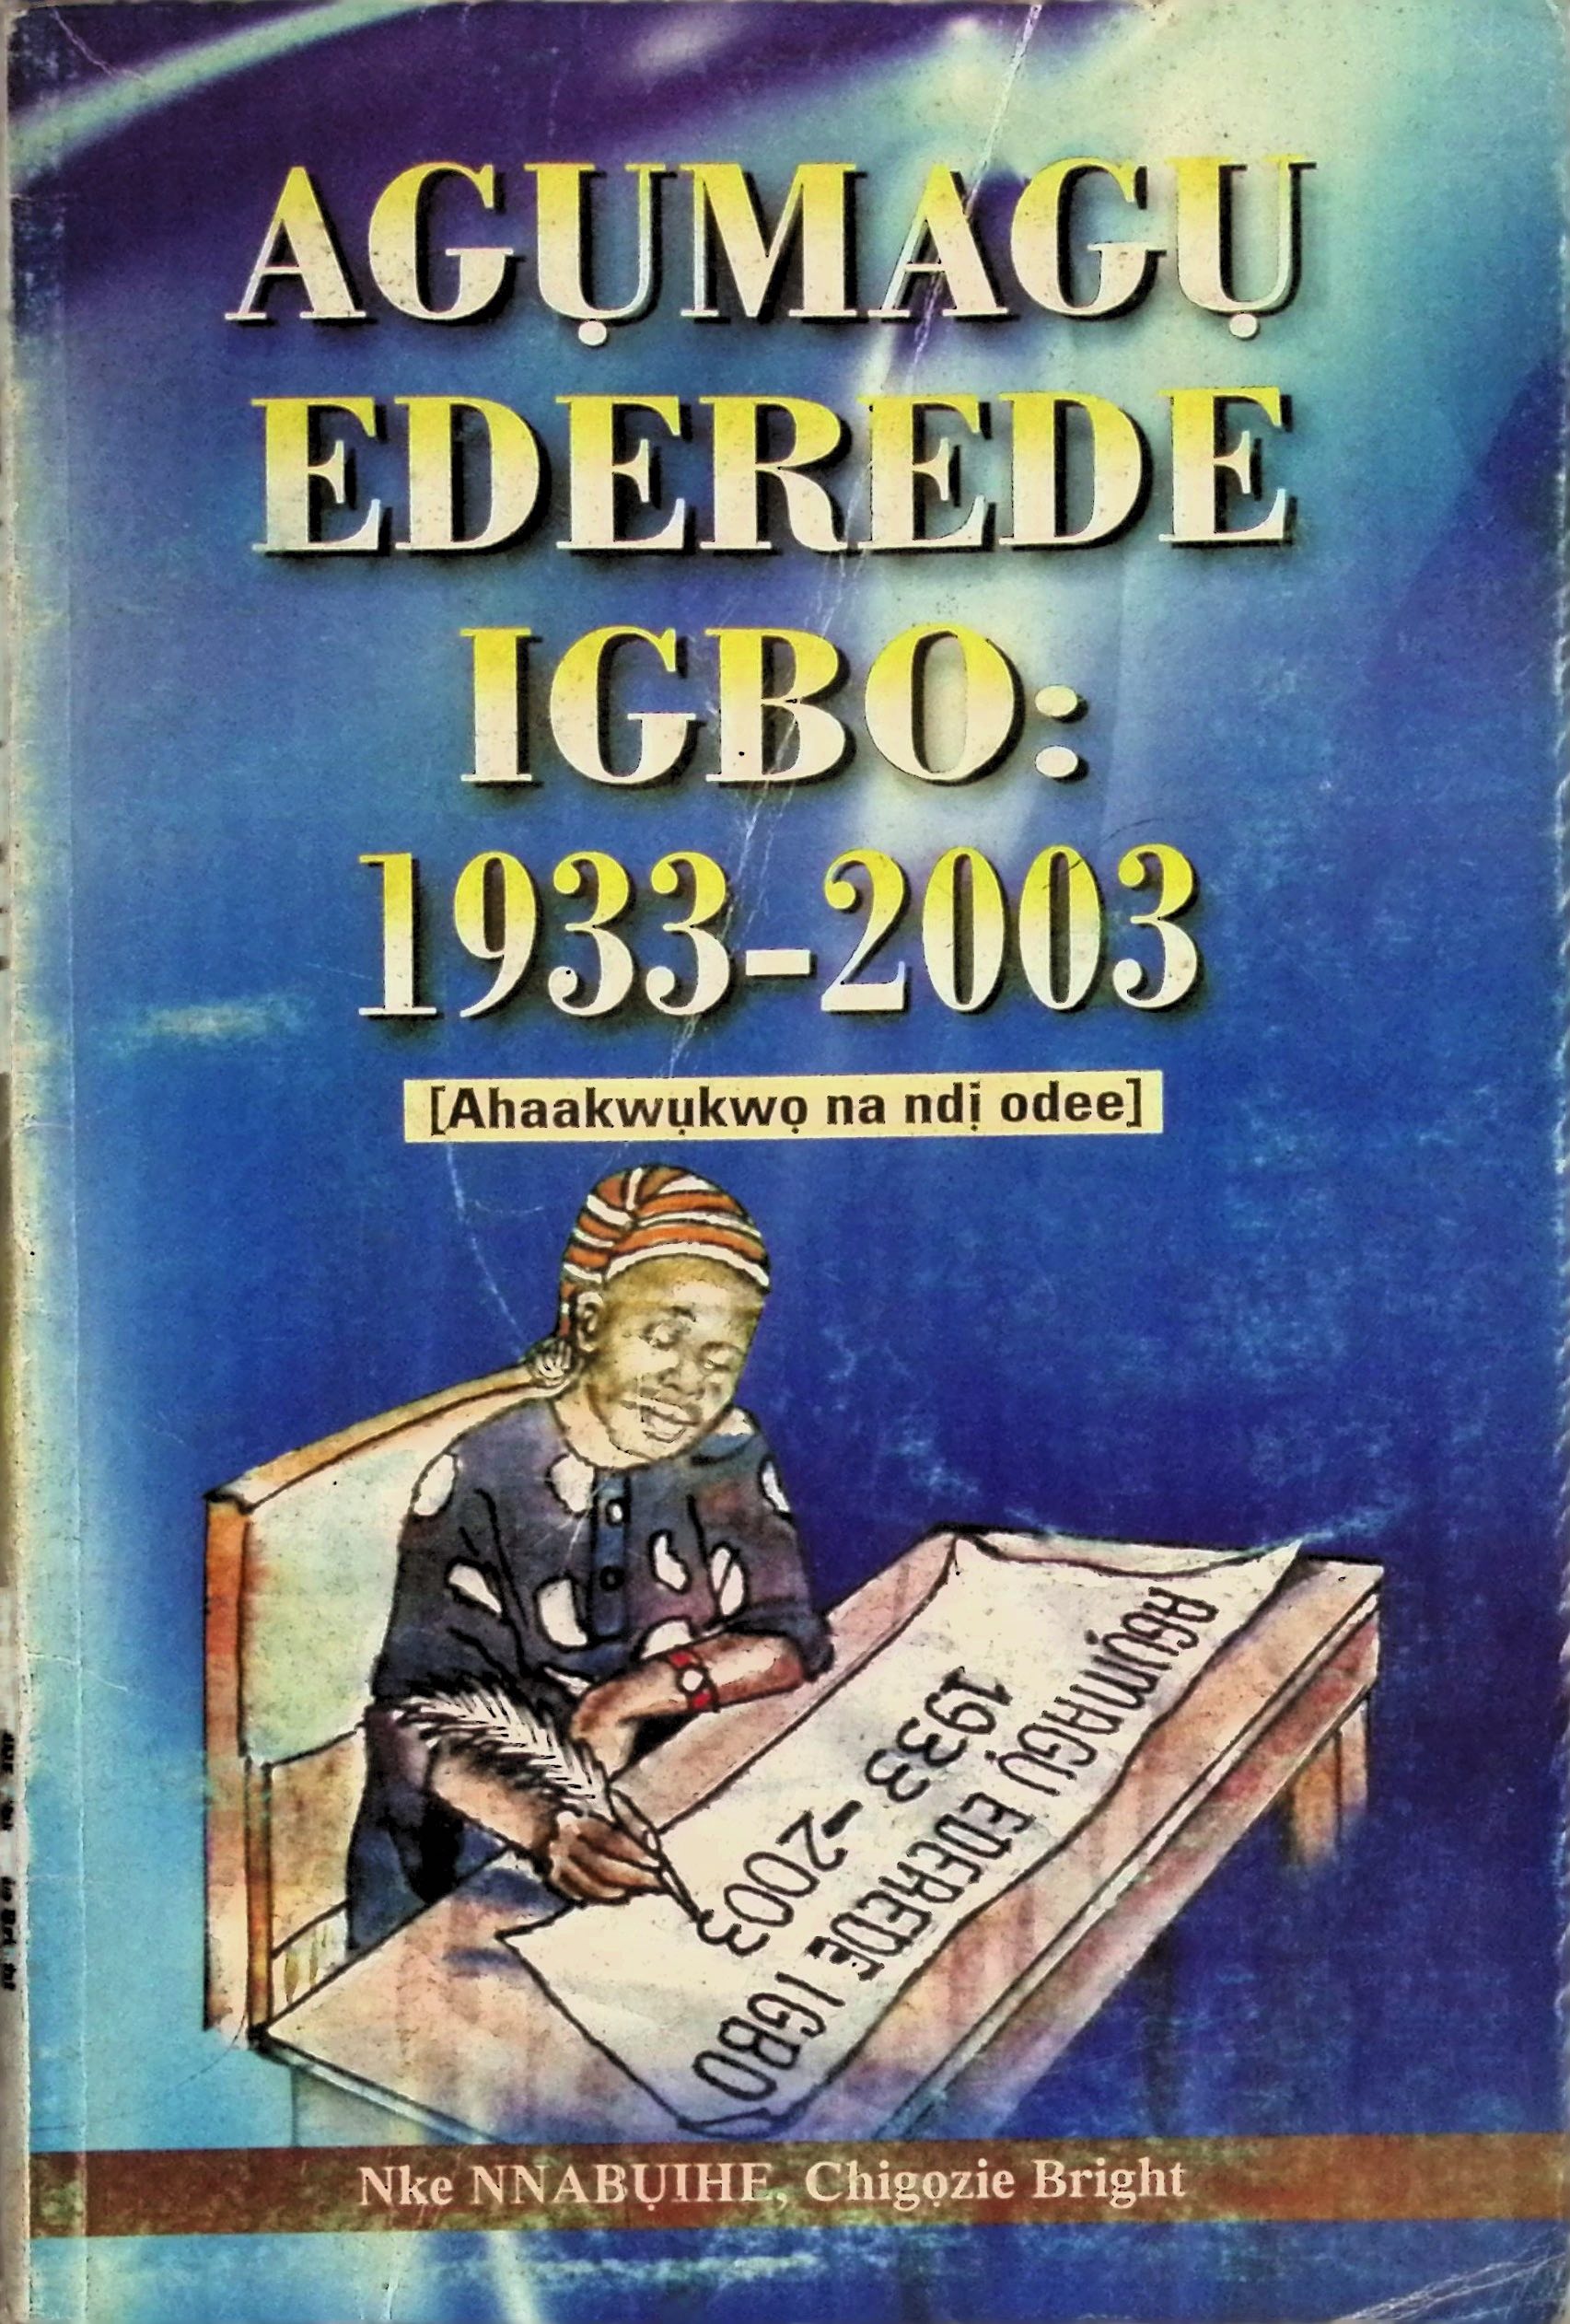 AGỤMAGỤ
EDEREDE
IGBO:
1933-2003
[Ahaakwụkwọ na ndị odee]
AGỤMAGỤ EDEREDE IGBO
1933 - 2003
Nke NNABỤIHE, Chigọzie Bright